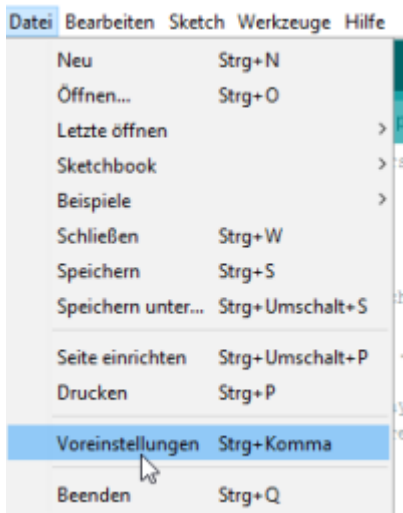 Datei Bearbeiten Sketch Werkzeuge Hilfe
Neu Strg+N
Öffnen... Strg+O
Letzte öffnen >
Sketchbook >
Beispiele >
Schließen Strg+W
Speichern Strg+S
Speichern unter... Strg+Umschalt+S
Seite einrichten Strg+Umschalt+P
Drucken Strg+P
Voreinstellungen Strg+Komma
Beenden Strg+Q